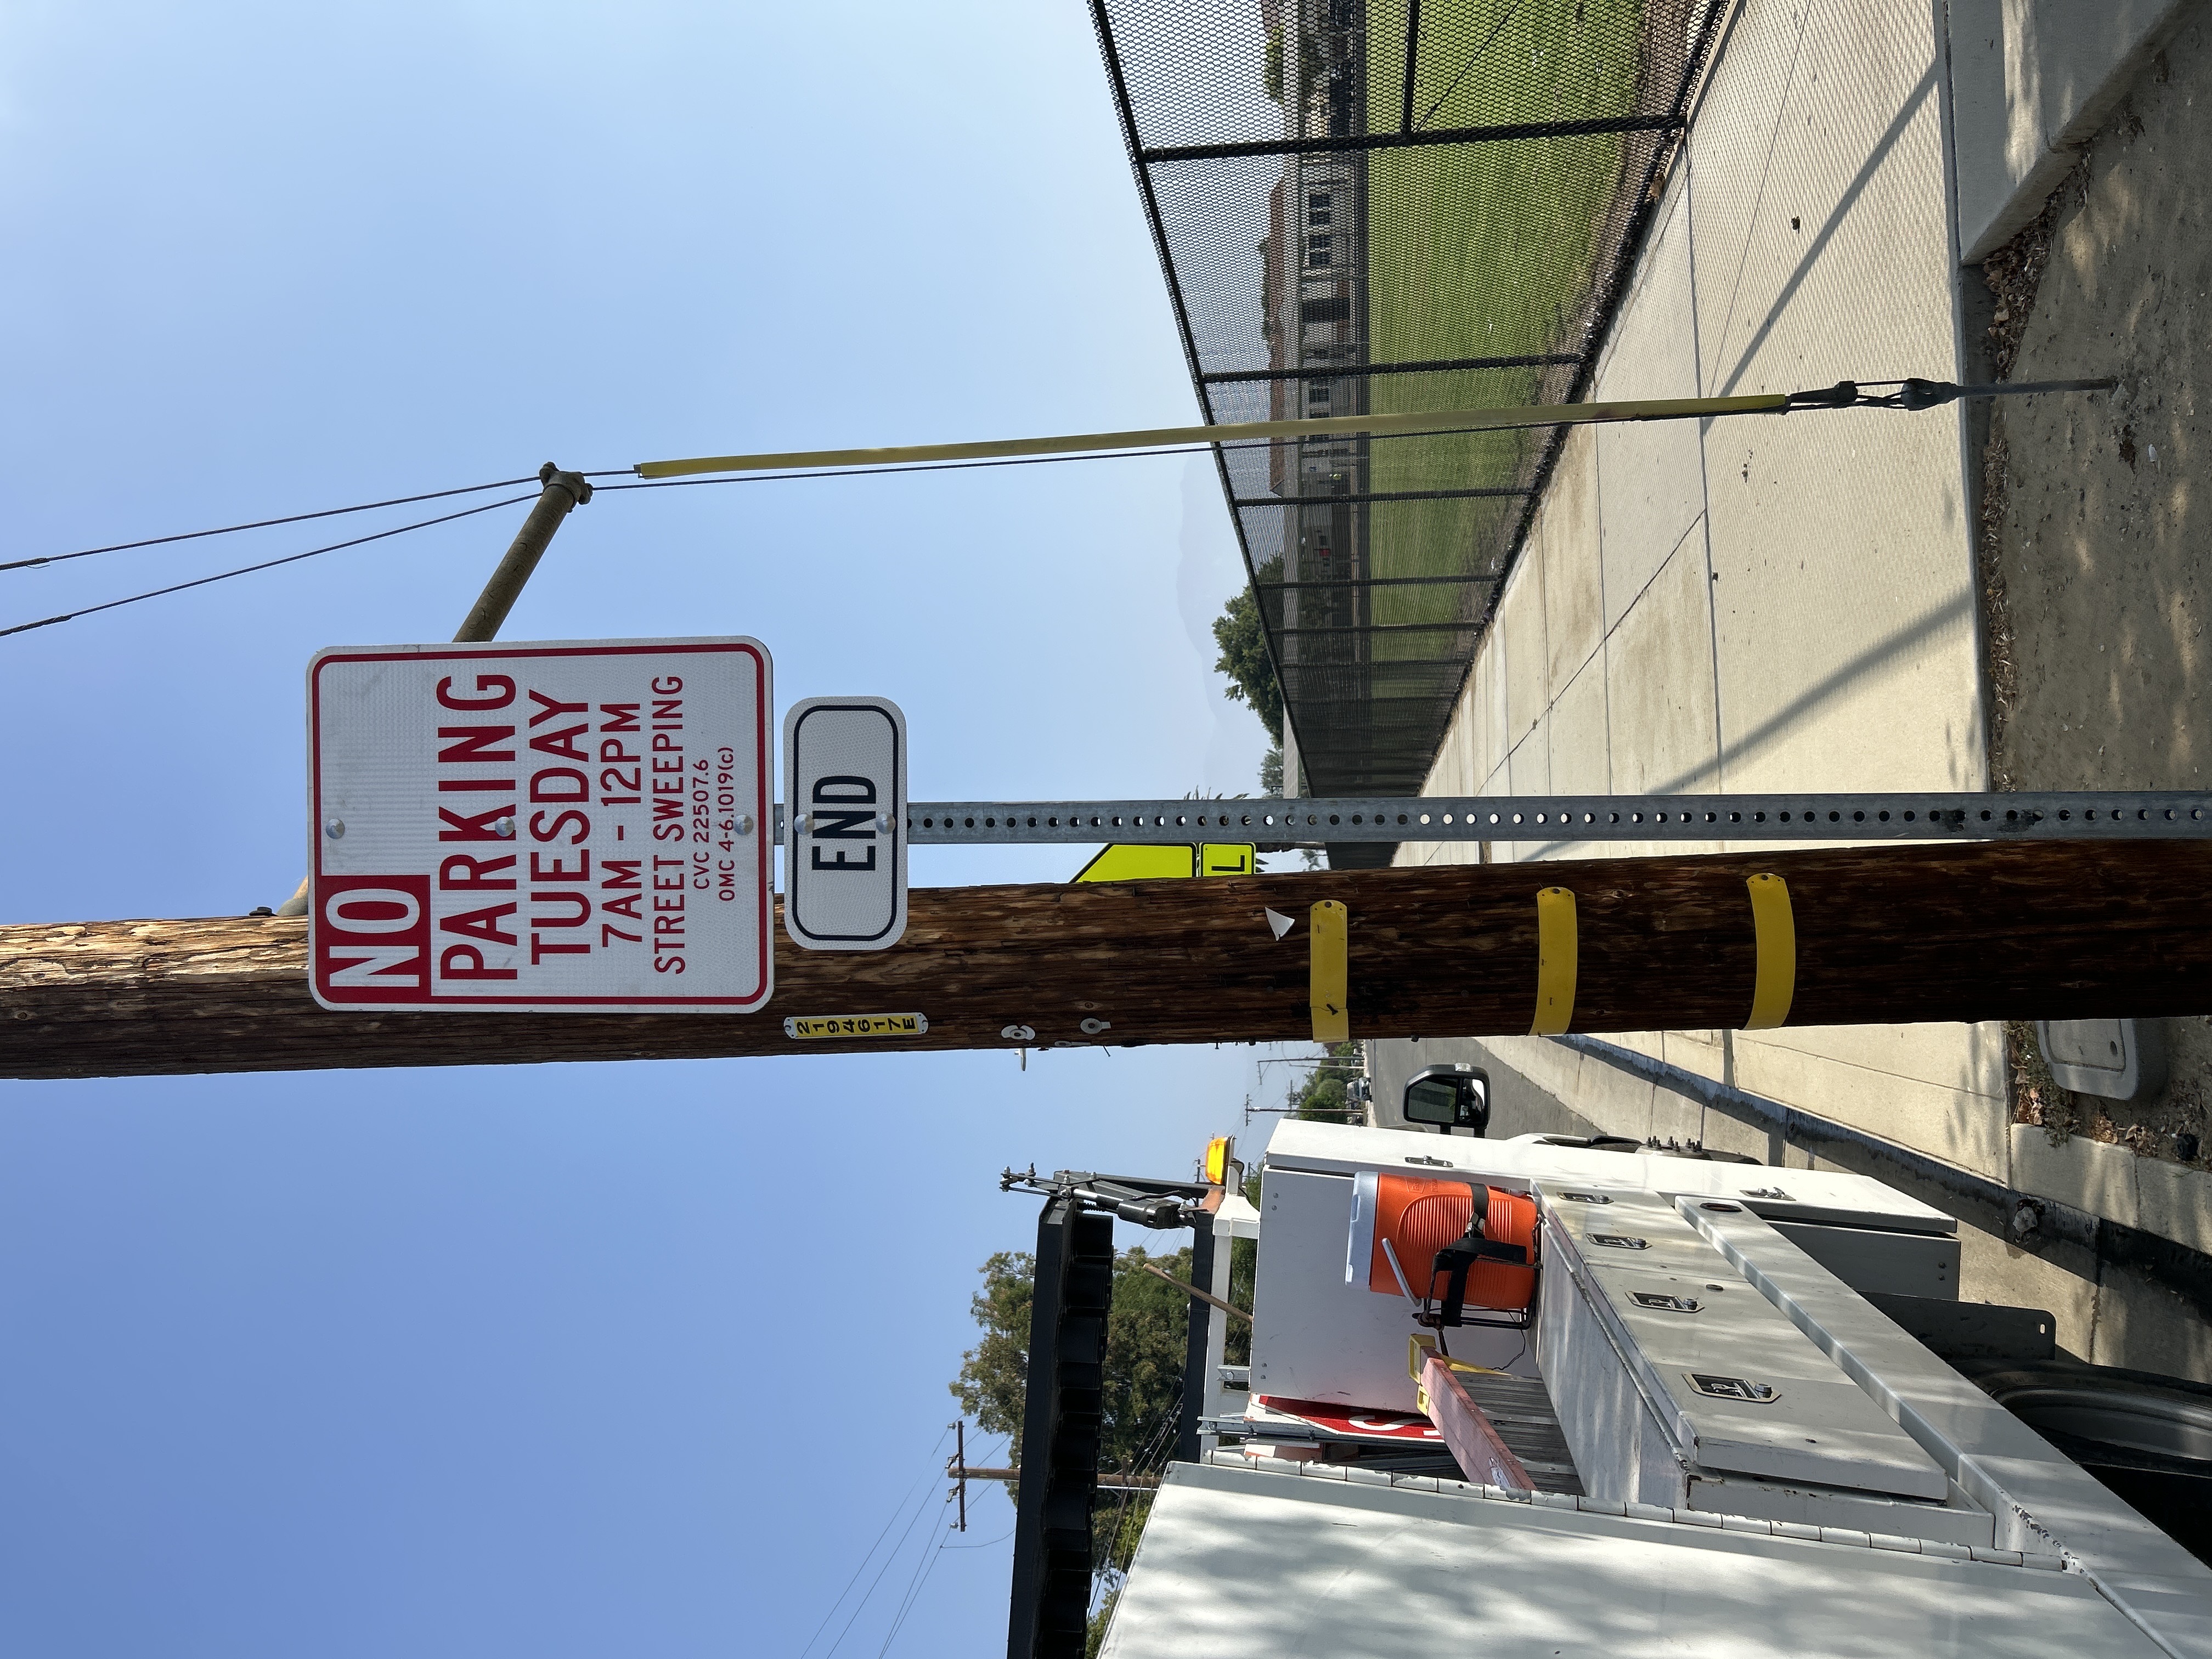 NO
PARKING
TUESDAY
7AM - 12PM
STREET SWEEPING
CVC 22507.6
OMC 4-6.1019(c)
END
2194617E